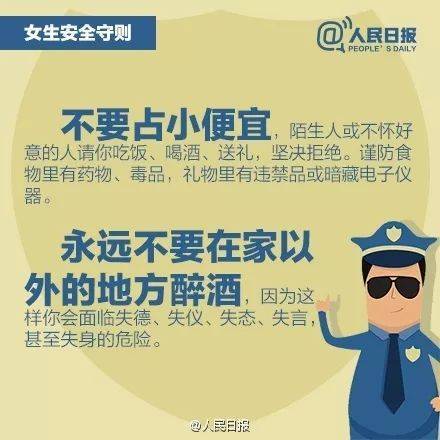 女生安全守则
@人民日报
PEOPLE'S DAILY
不要占小便宜，陌生人或不怀好
意的人请你吃饭、喝酒、送礼，坚决拒绝。谨防食
物里有药物、毒品，礼物里有违禁品或暗藏电子仪
器。
永远不要在家以
外的地方醉酒，因为这
样你会面临失德、失仪、失态、失言，
甚至失身的危险。
@人民日报